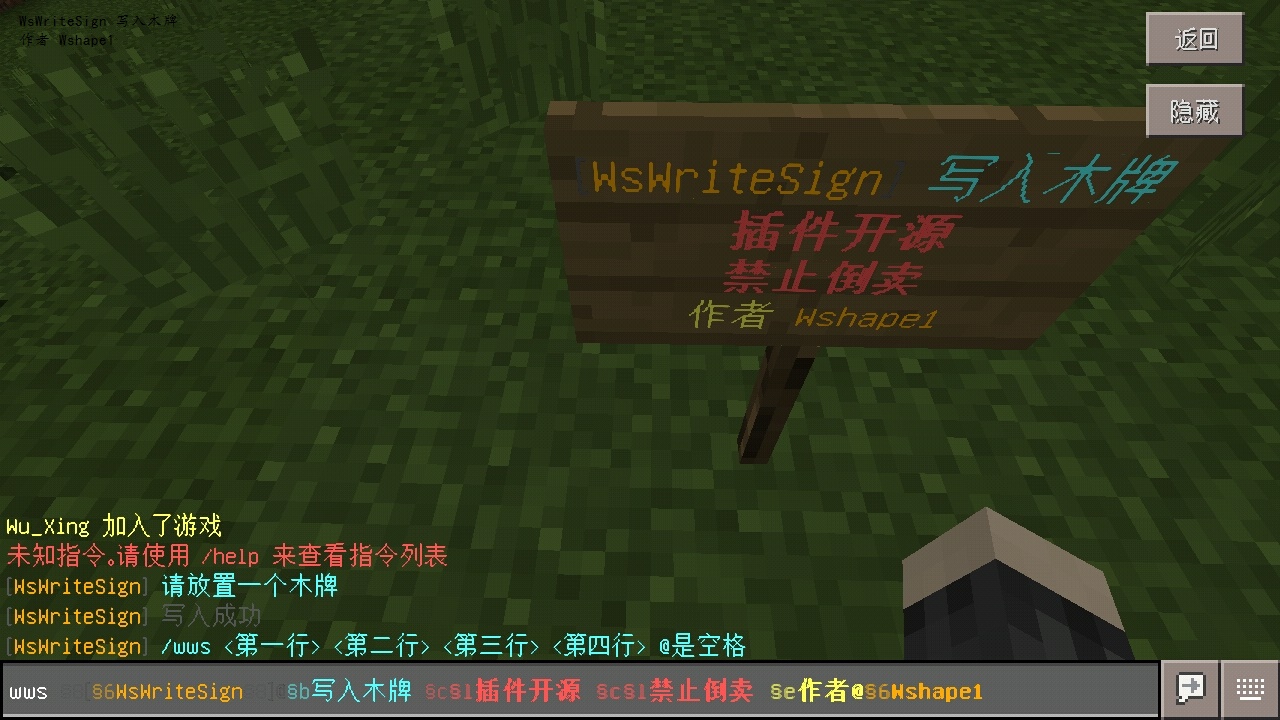 WsWriteSign 写入木牌
作者 Wshape1
返回
隐藏
[WsWriteSign] 写入木牌
插件开源
禁止倒卖
作者 Wshape1
Wu_Xing 加入了游戏
未知指令。请使用 /help 来查看指令列表
[WsWriteSign] 请放置一个木牌
[WsWriteSign] 写入成功
[WsWriteSign] /wws <第一行> <第二行> <第三行> <第四行> @是空格
wws [§6WsWriteSign ]@§b写入木牌 §c§l插件开源 §c§l禁止倒卖 §e作者@§6Wshape1